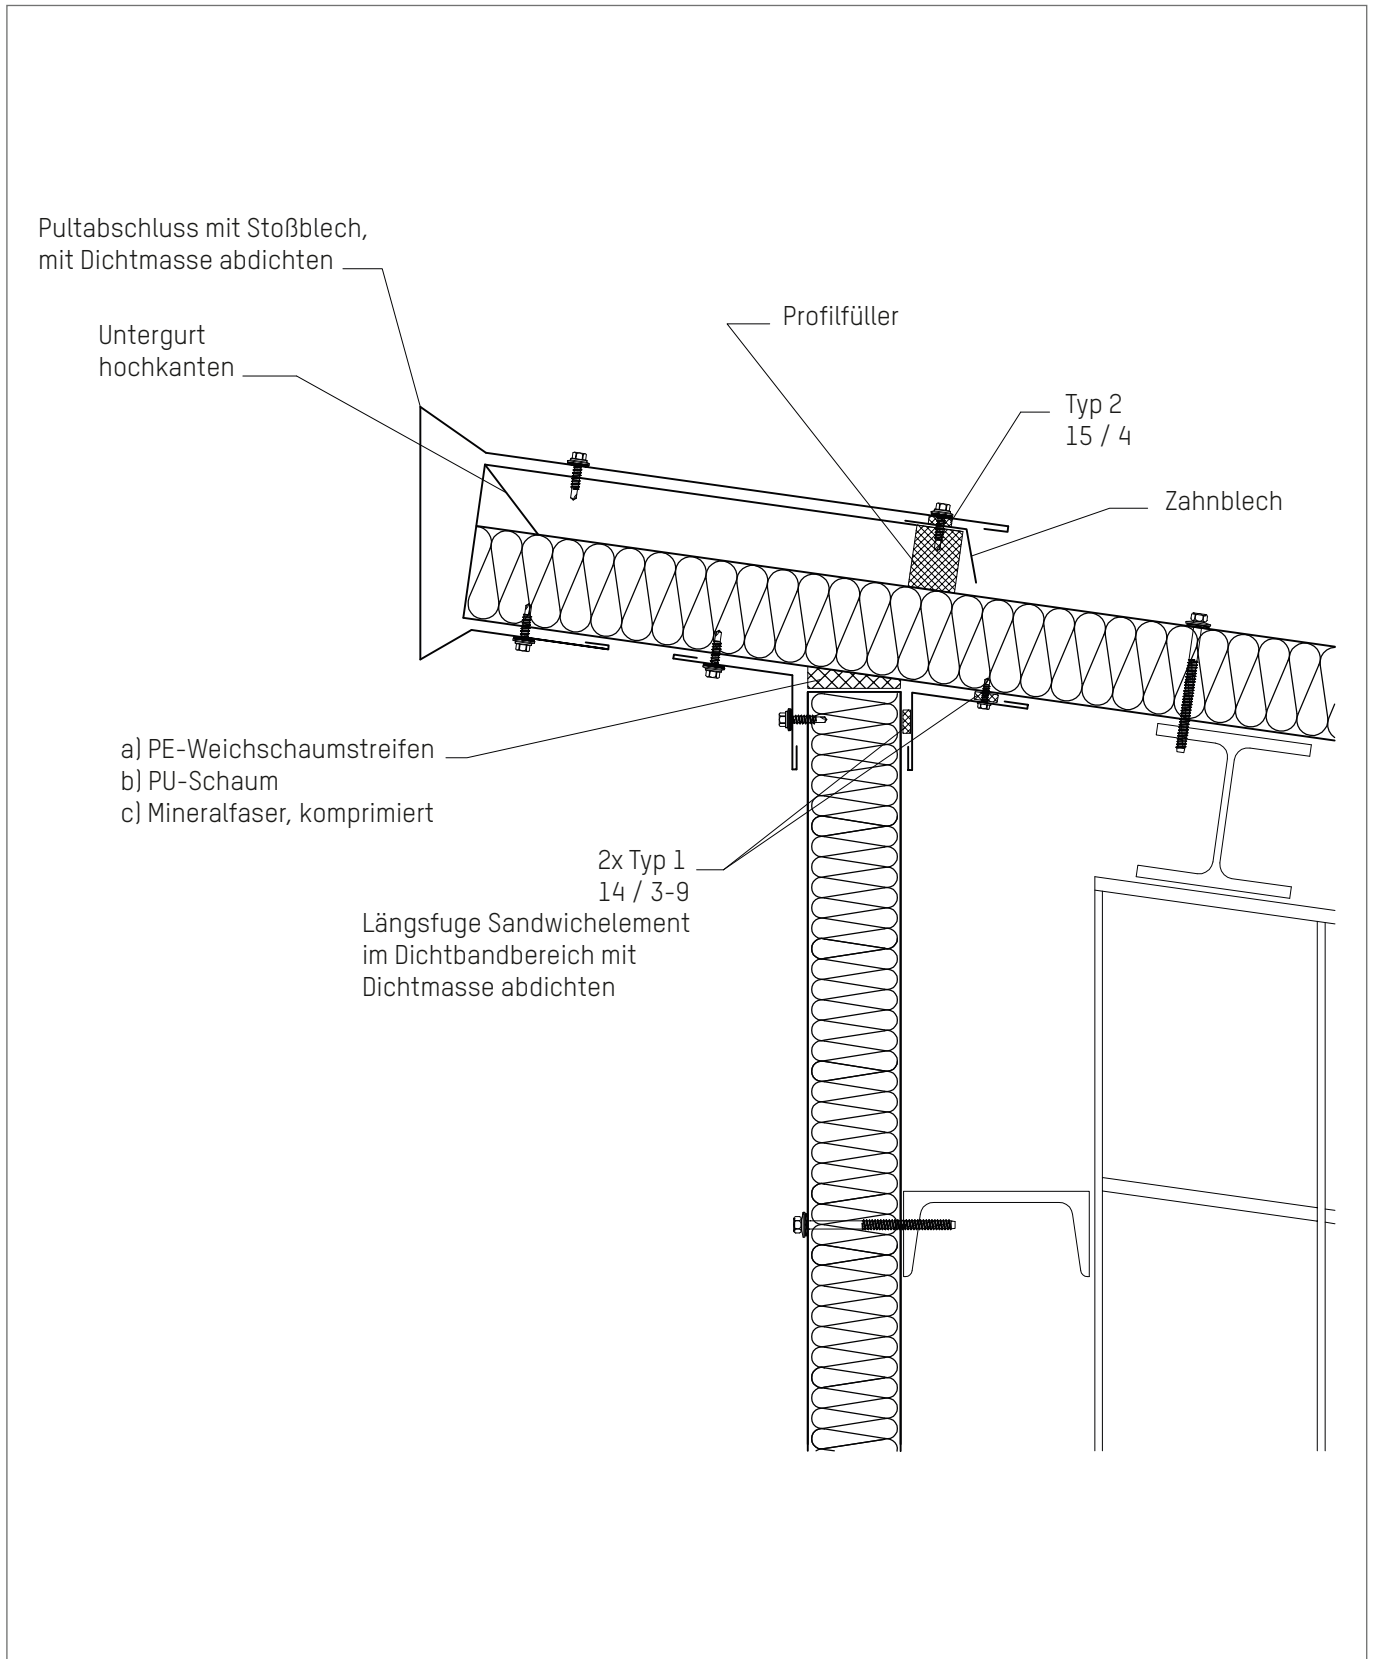 Pultabschluss mit Stoßblech,
mit Dichtmasse abdichten
Untergurt
hochkanten
Profilfüller
Typ 2
15 / 4
Zahnblech
a) PE-Weichschaumstreifen
b) PU-Schaum
c) Mineralfaser, komprimiert
2x Typ 1
14 / 3-9
Längsfuge Sandwichelement
im Dichtbandbereich mit
Dichtmasse abdichten